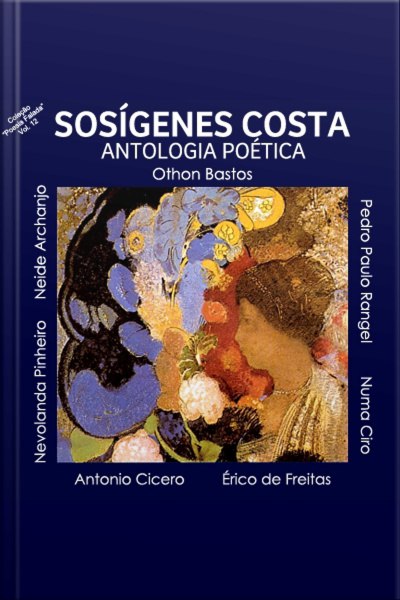 Coleção
"Poesia Falada"
Vol. 12
SOSÍGENES COSTA
ANTOLOGIA POÉTICA
Othon Bastos
Neide Archanjo
Nevolanda Pinheiro
Pedro Paulo Rangel
Numa Ciro
Antonio Cicero
Érico de Freitas